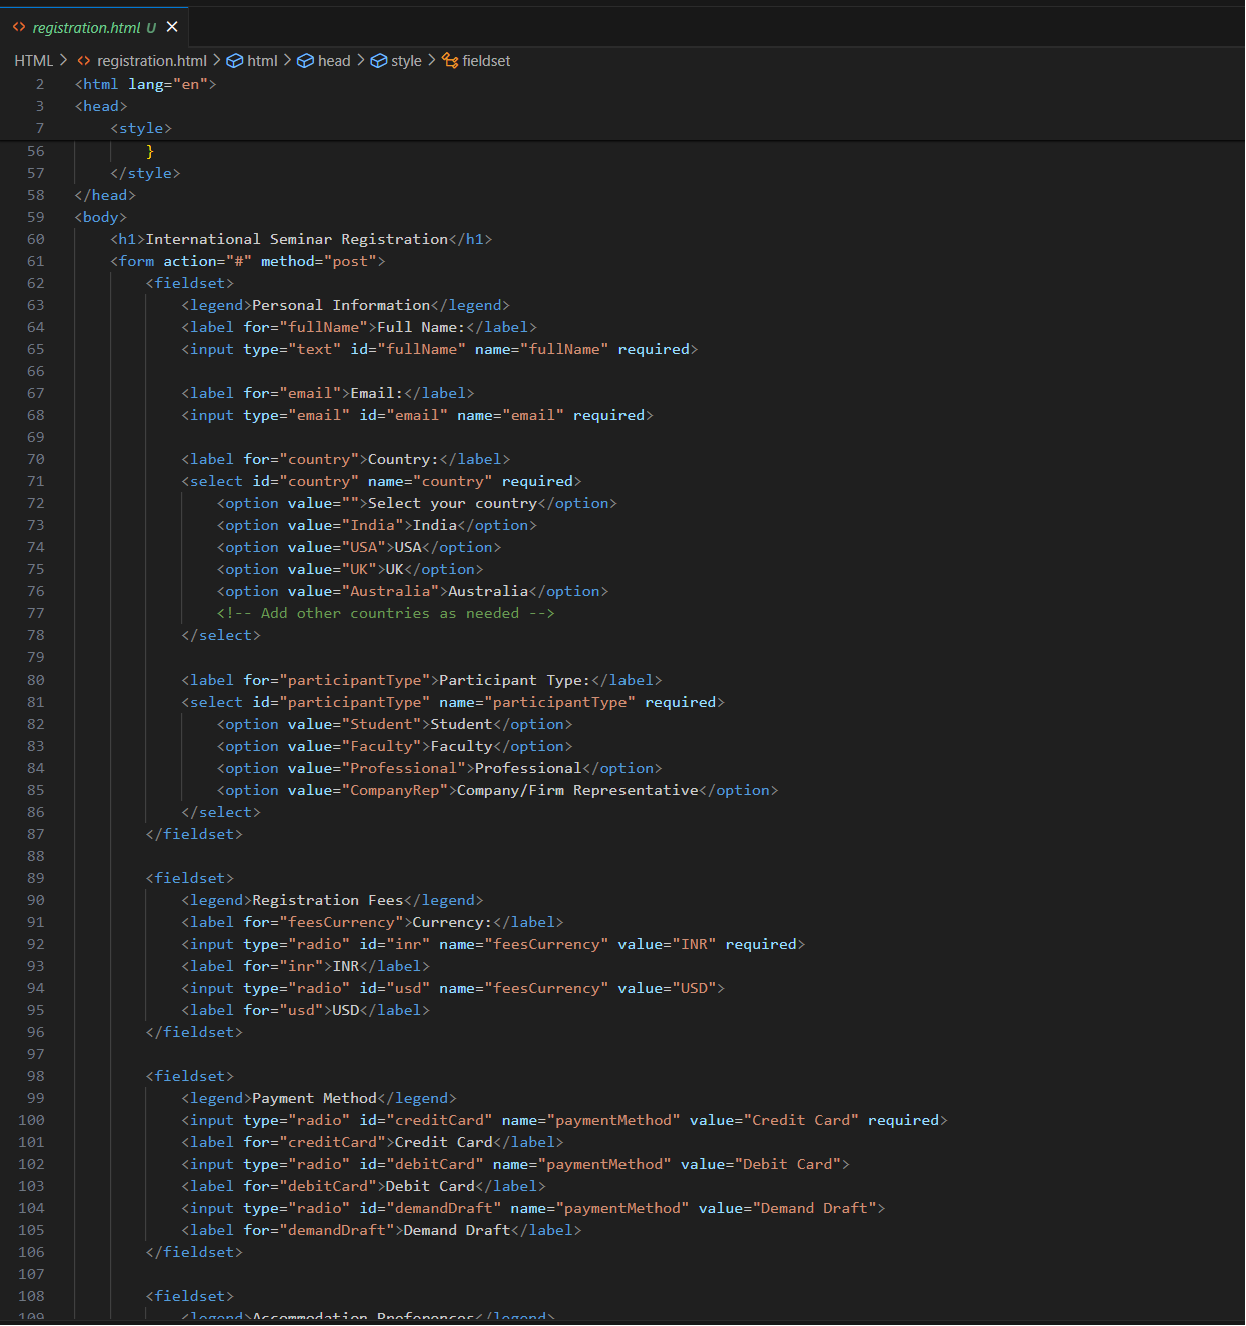 registration.html U
HTML > registration.html > html > head > style > fieldset
2 <html lang="en">
3 <head>
7 <style>
56 }
57 </style>
58 </head>
59 <body>
60 <h1>International Seminar Registration</h1>
61 <form action="#" method="post">
62 <fieldset>
63 <legend>Personal Information</legend>
64 <label for="fullName">Full Name:</label>
65 <input type="text" id="fullName" name="fullName" required>
66
67 <label for="email">Email:</label>
68 <input type="email" id="email" name="email" required>
69
70 <label for="country">Country:</label>
71 <select id="country" name="country" required>
72 <option value="">Select your country</option>
73 <option value="India">India</option>
74 <option value="USA">USA</option>
75 <option value="UK">UK</option>
76 <option value="Australia">Australia</option>
77 <!-- Add other countries as needed -->
78 </select>
79
80 <label for="participantType">Participant Type:</label>
81 <select id="participantType" name="participantType" required>
82 <option value="Student">Student</option>
83 <option value="Faculty">Faculty</option>
84 <option value="Professional">Professional</option>
85 <option value="CompanyRep">Company/Firm Representative</option>
86 </select>
87 </fieldset>
88
89 <fieldset>
90 <legend>Registration Fees</legend>
91 <label for="feesCurrency">Currency:</label>
92 <input type="radio" id="inr" name="feesCurrency" value="INR" required>
93 <label for="inr">INR</label>
94 <input type="radio" id="usd" name="feesCurrency" value="USD">
95 <label for="usd">USD</label>
96 </fieldset>
97
98 <fieldset>
99 <legend>Payment Method</legend>
100 <input type="radio" id="creditCard" name="paymentMethod" value="Credit Card" required>
101 <label for="creditCard">Credit Card</label>
102 <input type="radio" id="debitCard" name="paymentMethod" value="Debit Card">
103 <label for="debitCard">Debit Card</label>
104 <input type="radio" id="demandDraft" name="paymentMethod" value="Demand Draft">
105 <label for="demandDraft">Demand Draft</label>
106 </fieldset>
107
108 <fieldset>
109 <legend>Accommodation Preferences</legend>